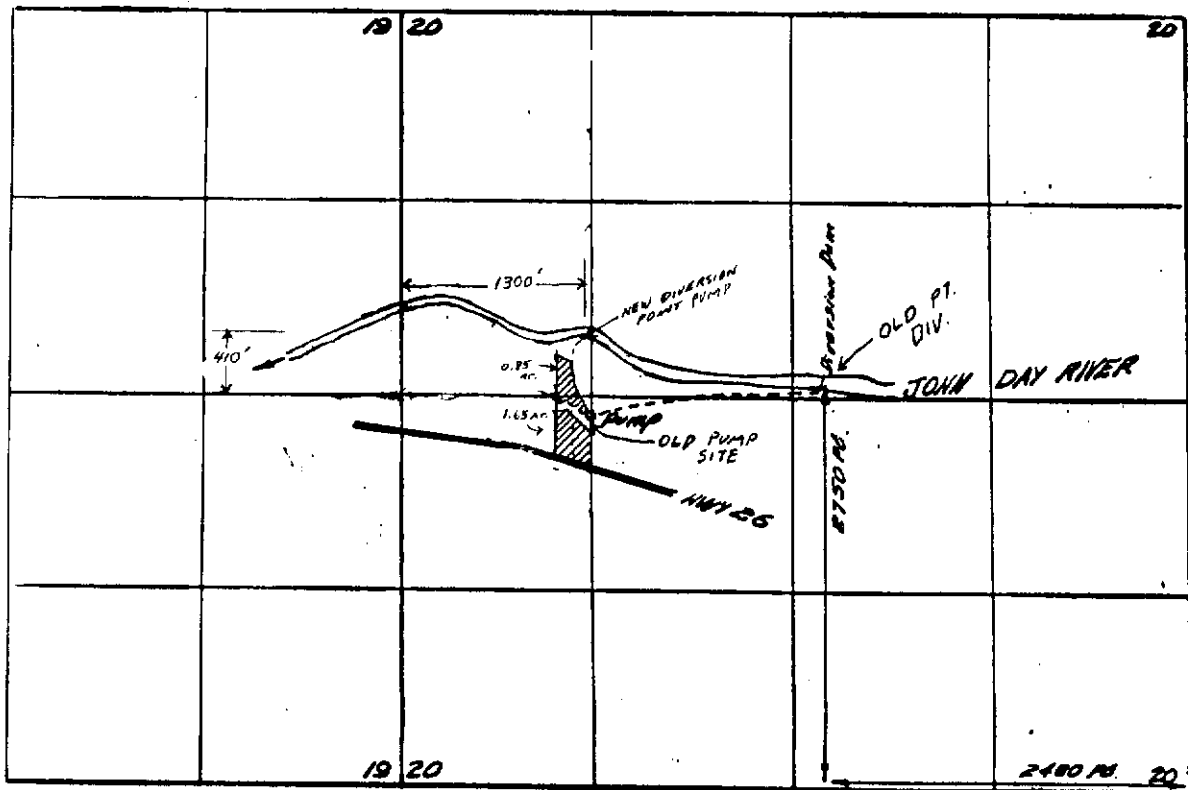 19 20
20
1300'
NEW DIVERSION
POINT PUMP
Diversion Dam
OLD PT.
DIV.
410'
0.85
AC.
JOHN DAY RIVER
1.65 AC.
PUMP
OLD PUMP
SITE
HWY 26
2750 Ft.
19 20
2480 Ft.
20